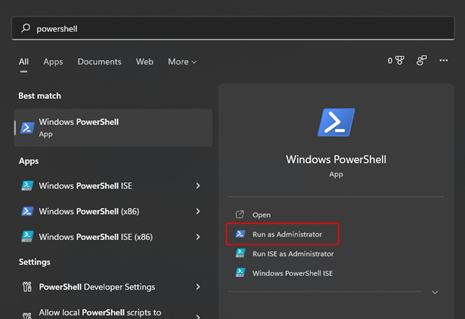 powershell
All Apps Documents Web More 0
Best match
Windows PowerShell
App
Apps
Windows PowerShell ISE
Windows PowerShell (x86)
Windows PowerShell ISE (x86)
Settings
PowerShell Developer Settings
Allow local PowerShell scripts to
Windows PowerShell
App
Open
Run as Administrator
Run ISE as Administrator
Windows PowerShell ISE